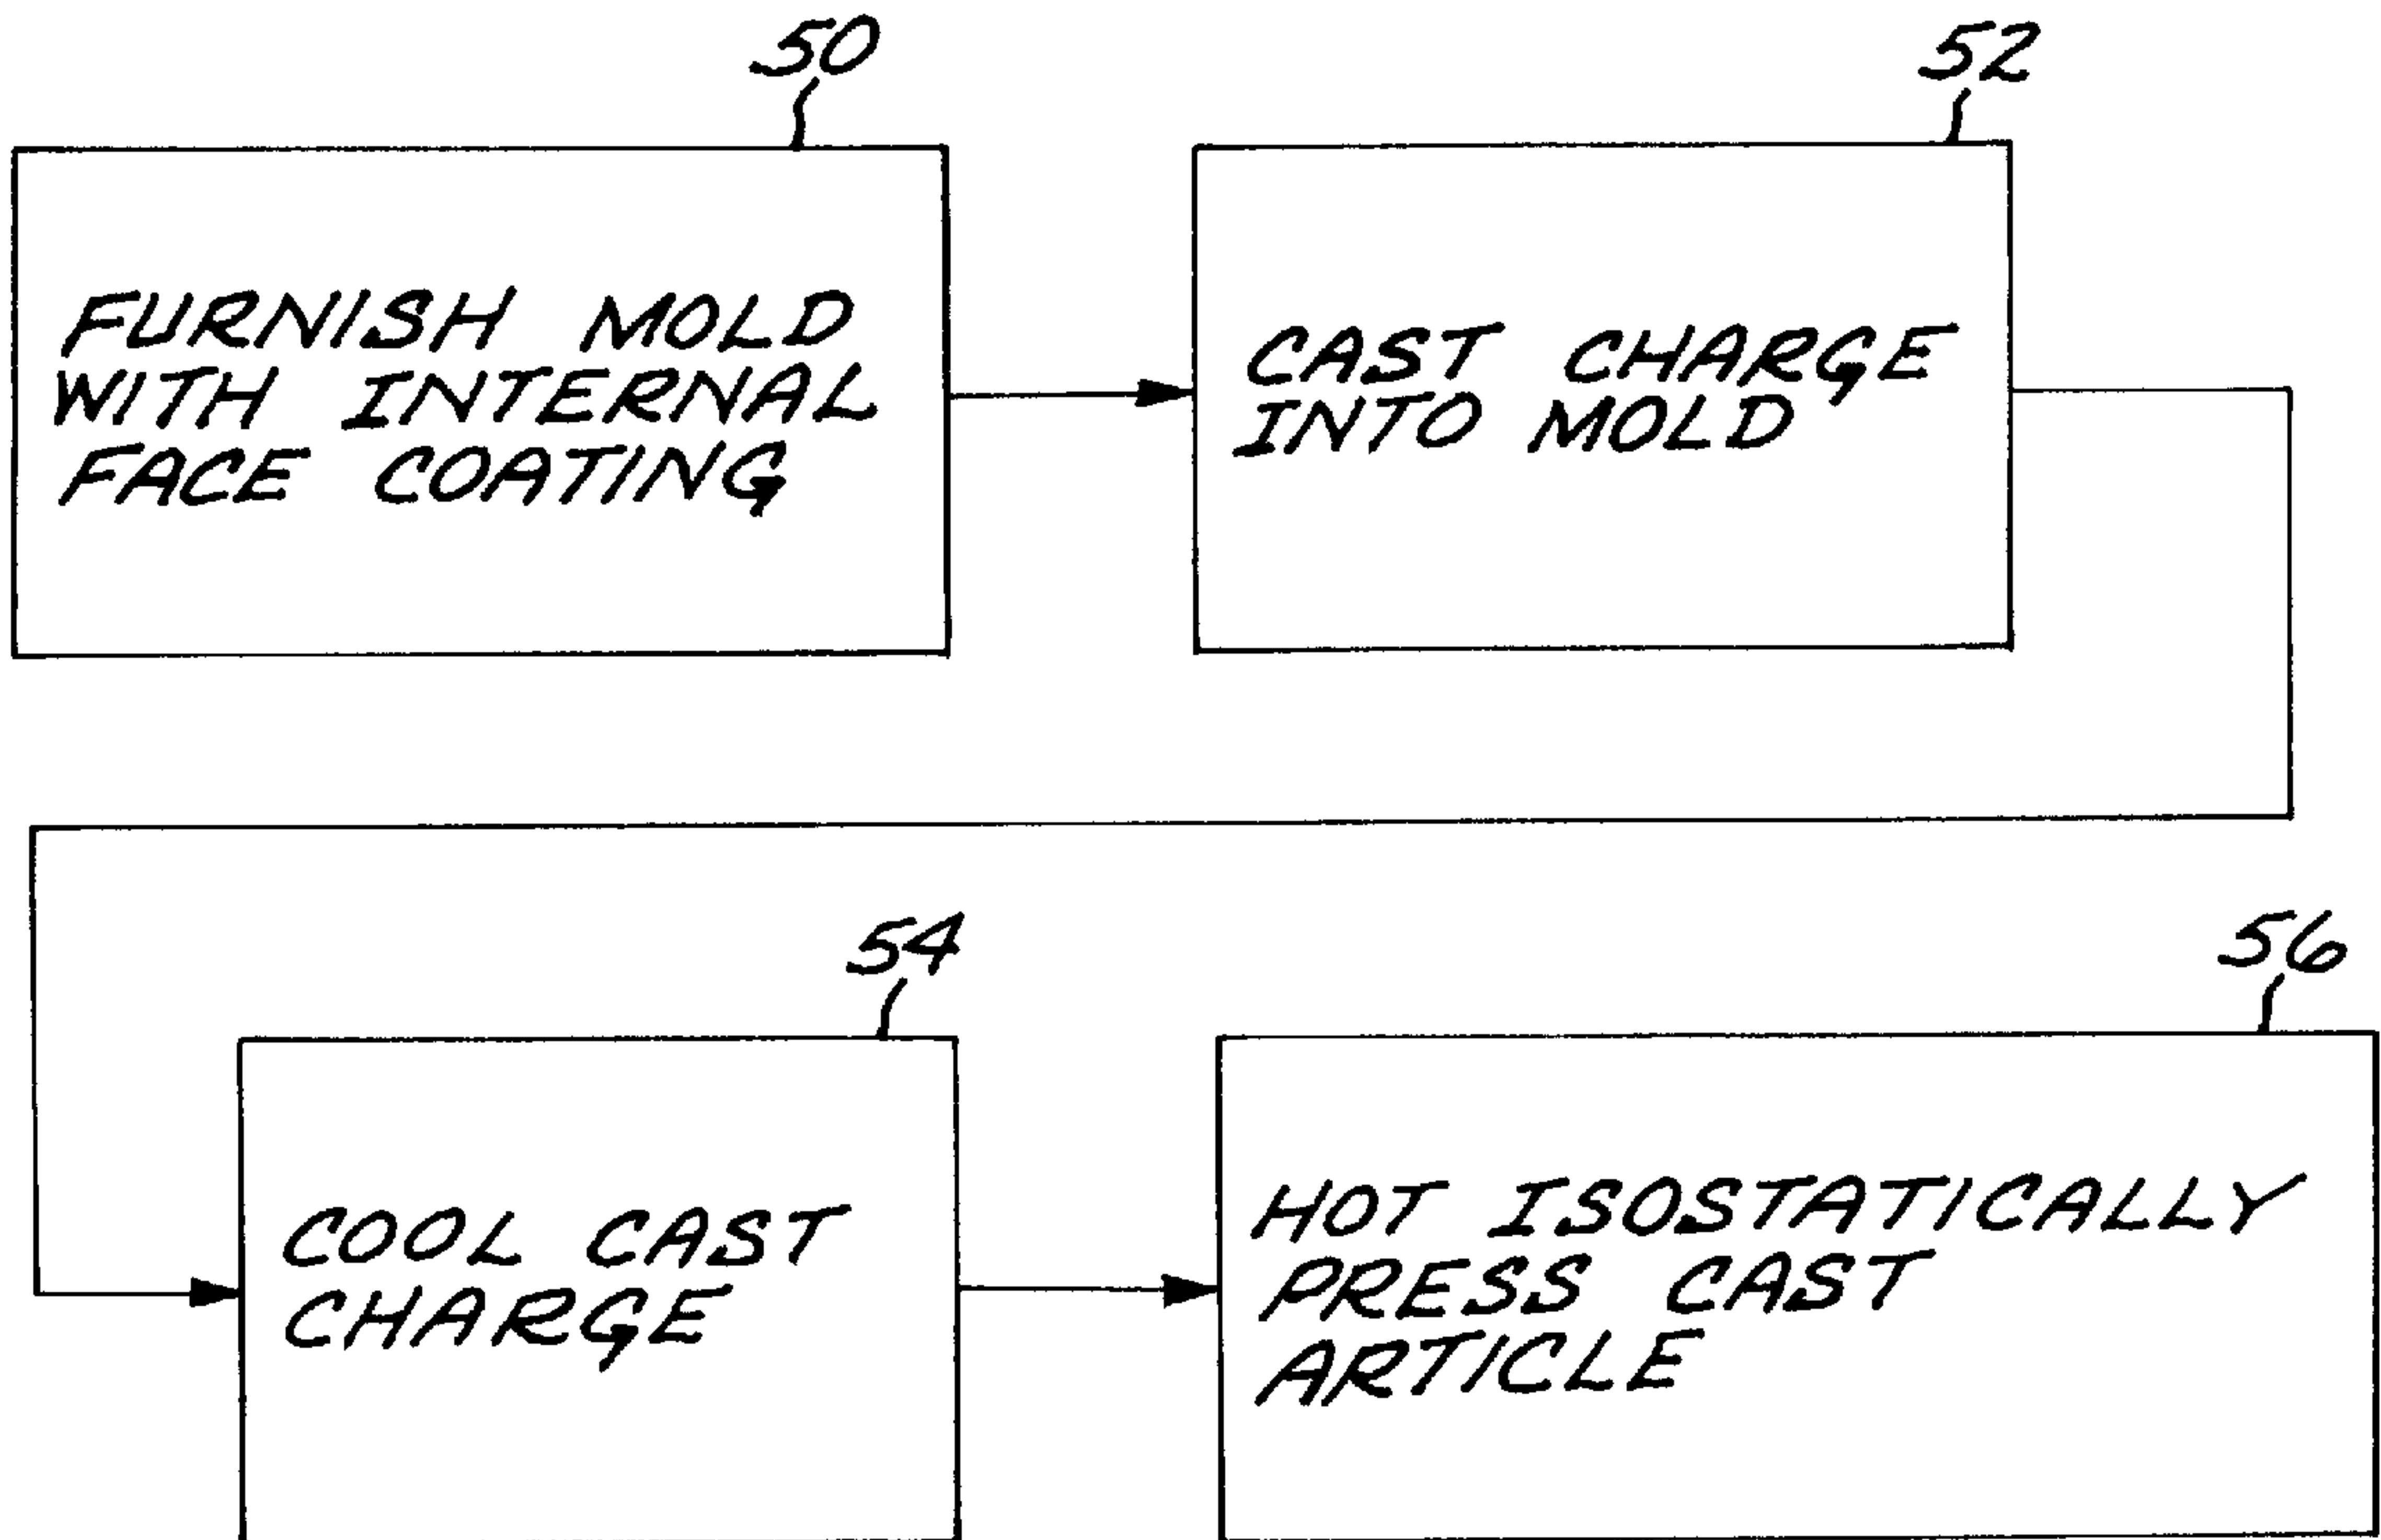 50
FURNISH MOLD
WITH INTERNAL
FACE COATING
52
CAST CHARGE
INTO MOLD
54
COOL CAST
CHARGE
56
HOT ISOSTATICALLY
PRESS CAST
ARTICLE